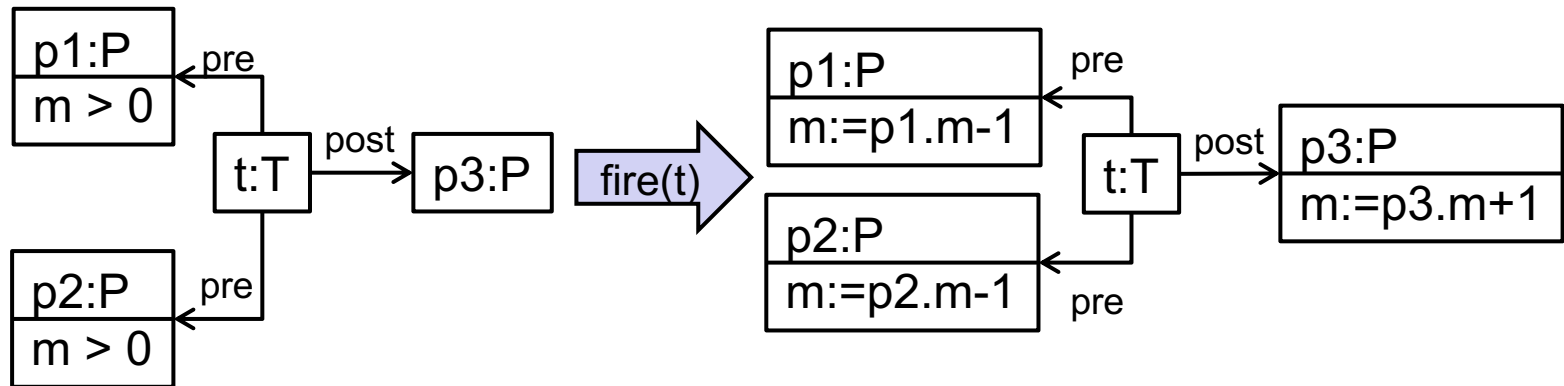 p1:P
m > 0
pre
t:T
post
p3:P
p2:P
m > 0
pre
fire(t)
p1:P
m:=p1.m-1
pre
t:T
post
p3:P
m:=p3.m+1
p2:P
m:=p2.m-1
pre